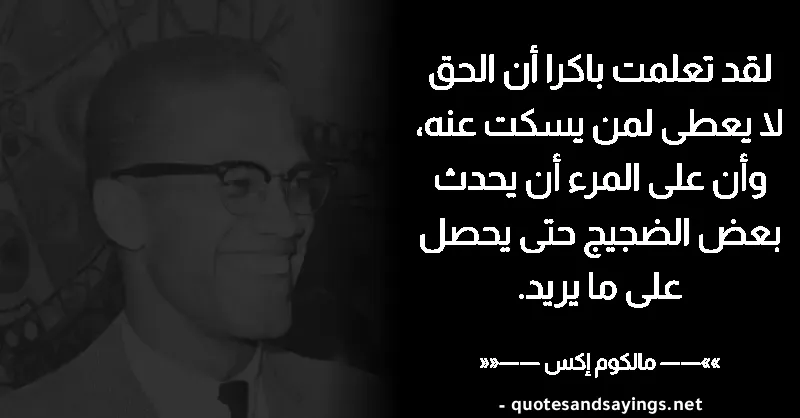 لقد تعلمت باكرا أن الحق
لا يعطى لمن يسكت عنه،
وأن على المرء أن يحدث
بعض الضجيج حتى يحصل
على ما يريد.
»—— مالكوم إكس ——««
- quotesandsayings.net